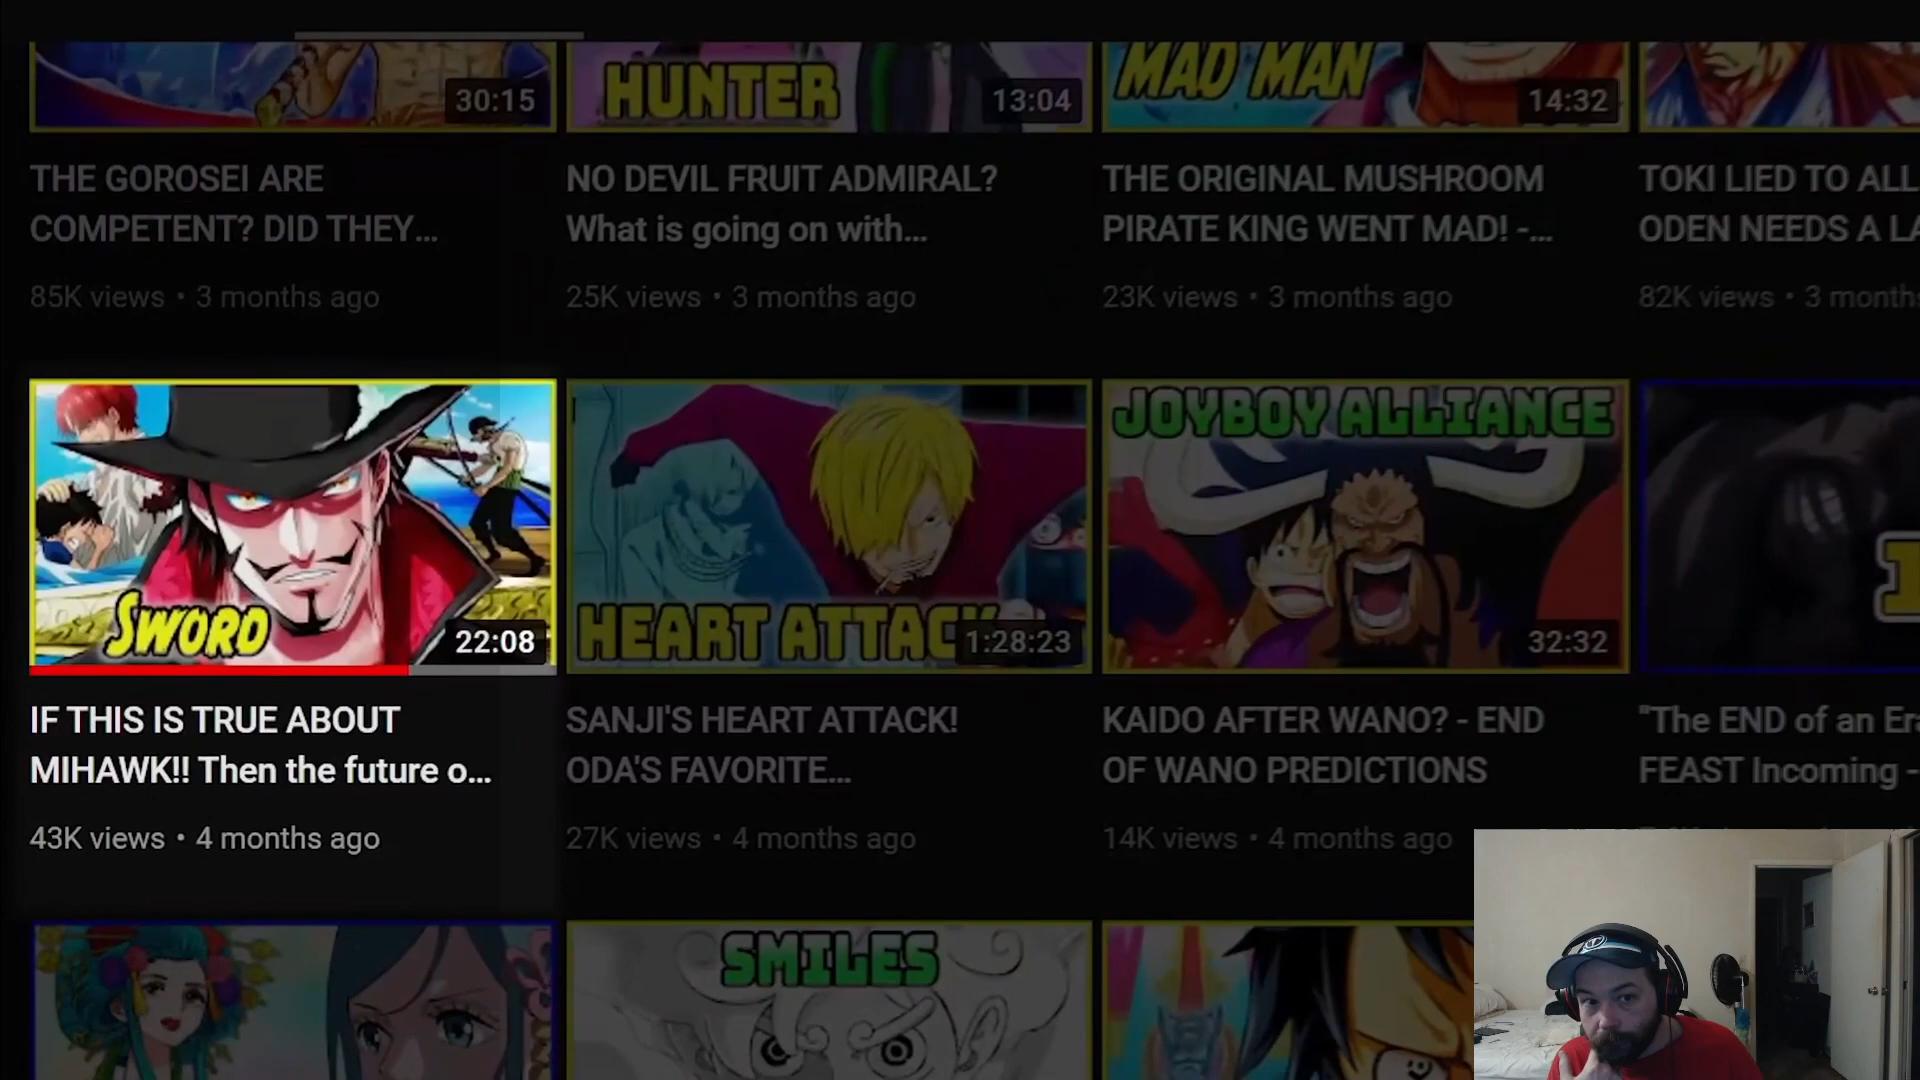 HUNTER
MAD MAN
30:15
13:04
14:32
THE GOROSEI ARE
COMPETENT? DID THEY...
85K views • 3 months ago
NO DEVIL FRUIT ADMIRAL?
What is going on with...
25K views • 3 months ago
THE ORIGINAL MUSHROOM
PIRATE KING WENT MAD! -...
23K views • 3 months ago
TOKI LIED TO ALL
ODEN NEEDS A LA
82K views • 3 months
SWORD
22:08
HEART ATTACK
1:28:23
JOYBOY ALLIANCE
32:32
IF THIS IS TRUE ABOUT
MIHAWK!! Then the future o...
43K views • 4 months ago
SANJI'S HEART ATTACK!
ODA'S FAVORITE...
27K views • 4 months ago
KAIDO AFTER WANO? - END
OF WANO PREDICTIONS
14K views • 4 months ago
"The END of an Era
FEAST Incoming -
SMILES